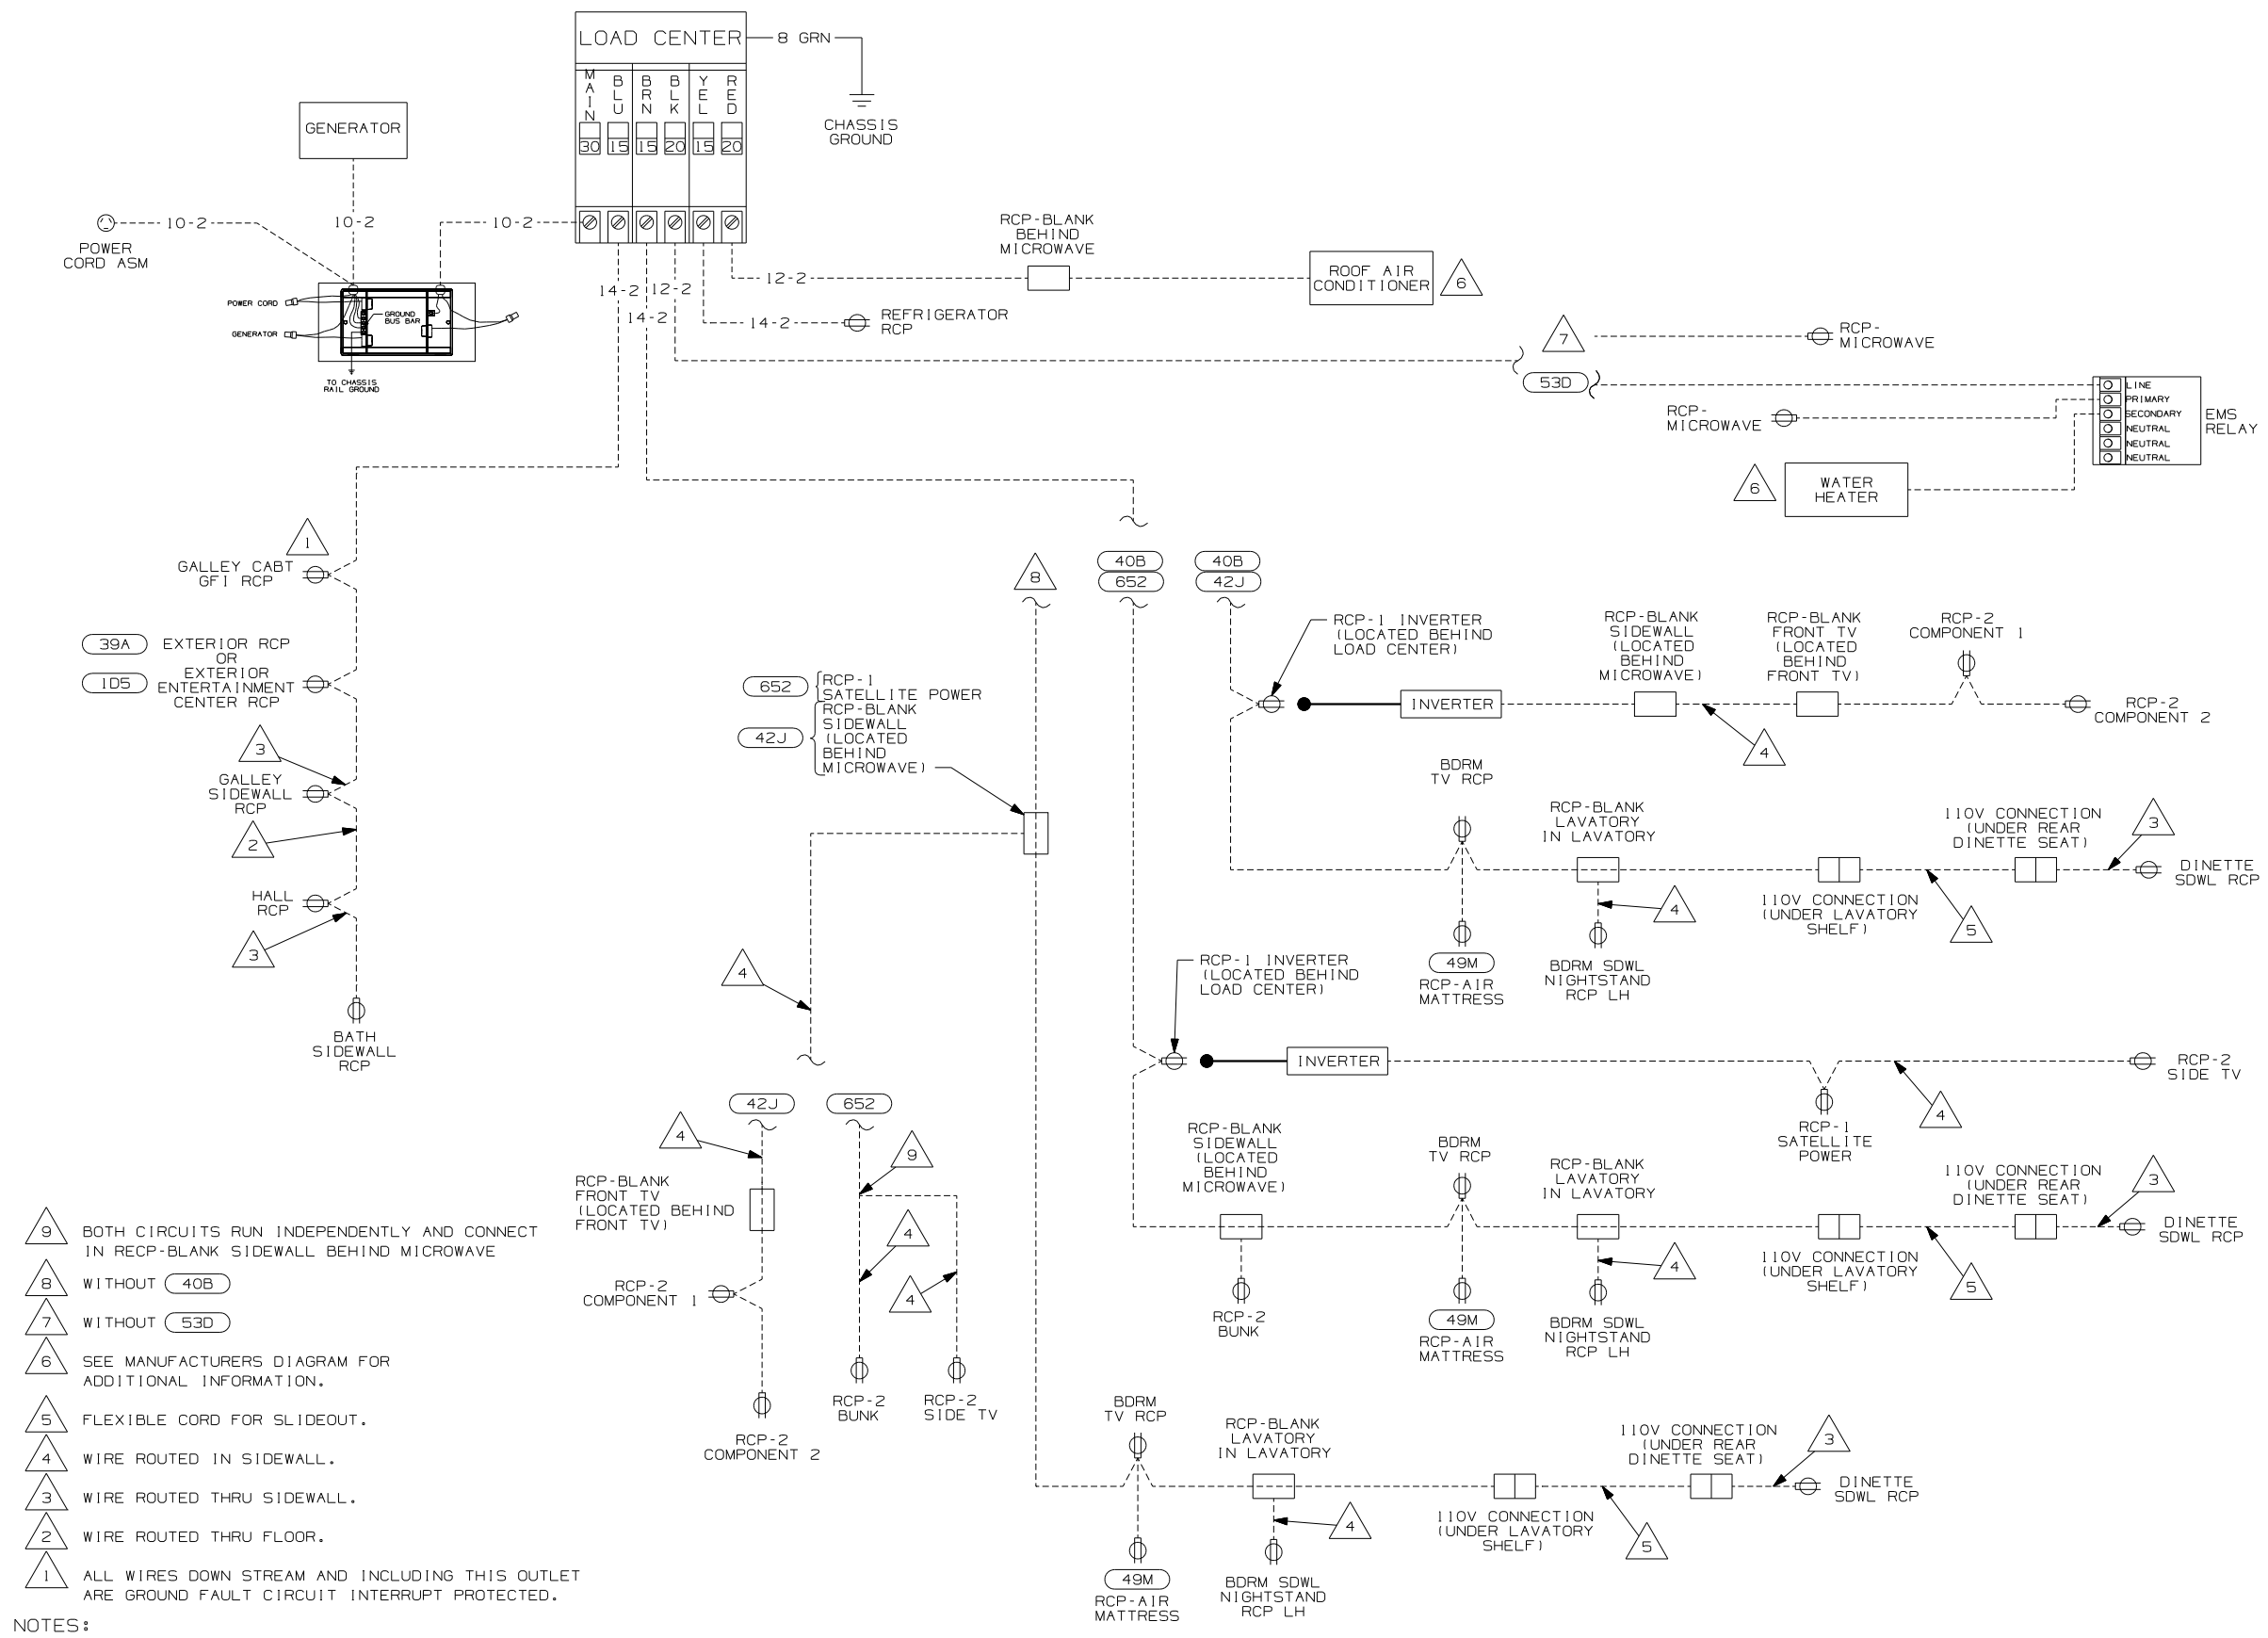 LOAD CENTER
8 GRN
MAIN
BLU
BRN
BLK
YEL
RED
30
15
15
20
15
20
CHASSIS
GROUND
GENERATOR
10-2
10-2
10-2
POWER
CORD ASM
POWER CORD
GENERATOR
GROUND
BUS BAR
TO CHASSIS
RAIL GROUND
14-2
12-2
14-2
12-2
14-2
RCP-BLANK
BEHIND
MICROWAVE
ROOF AIR
CONDITIONER
6
REFRIGERATOR
RCP
7
RCP-
MICROWAVE
53D
RCP-
MICROWAVE
LINE
PRIMARY
SECONDARY
NEUTRAL
NEUTRAL
NEUTRAL
EMS
RELAY
6
WATER
HEATER
1
GALLEY CABT
GFI RCP
39A
EXTERIOR RCP
OR
1D5
EXTERIOR
ENTERTAINMENT
CENTER RCP
3
GALLEY
SIDEWALL
RCP
2
HALL
RCP
3
BATH
SIDEWALL
RCP
8
40B
652
40B
42J
652
RCP-1
SATELLITE POWER
42J
RCP-BLANK
SIDEWALL
(LOCATED
BEHIND
MICROWAVE)
RCP-1 INVERTER
(LOCATED BEHIND
LOAD CENTER)
INVERTER
RCP-BLANK
SIDEWALL
(LOCATED
BEHIND
MICROWAVE)
4
RCP-BLANK
FRONT TV
(LOCATED
BEHIND
FRONT TV)
RCP-2
COMPONENT 1
RCP-2
COMPONENT 2
BDRM
TV RCP
RCP-BLANK
LAVATORY
IN LAVATORY
110V CONNECTION
(UNDER REAR
DINETTE SEAT)
3
DINETTE
SDWL RCP
110V CONNECTION
(UNDER LAVATORY
SHELF)
5
4
49M
RCP-AIR
MATTRESS
BDRM SDWL
NIGHTSTAND
RCP LH
4
RCP-1 INVERTER
(LOCATED BEHIND
LOAD CENTER)
INVERTER
RCP-2
SIDE TV
4
RCP-1
SATELLITE
POWER
RCP-BLANK
SIDEWALL
(LOCATED
BEHIND
MICROWAVE)
RCP-2
BUNK
BDRM
TV RCP
RCP-BLANK
LAVATORY
IN LAVATORY
110V CONNECTION
(UNDER REAR
DINETTE SEAT)
3
DINETTE
SDWL RCP
110V CONNECTION
(UNDER LAVATORY
SHELF)
5
4
49M
RCP-AIR
MATTRESS
BDRM SDWL
NIGHTSTAND
RCP LH
42J
652
4
9
RCP-BLANK
FRONT TV
(LOCATED BEHIND
FRONT TV)
4
4
RCP-2
COMPONENT 1
RCP-2
COMPONENT 2
RCP-2
BUNK
RCP-2
SIDE TV
BDRM
TV RCP
RCP-BLANK
LAVATORY
IN LAVATORY
110V CONNECTION
(UNDER REAR
DINETTE SEAT)
3
DINETTE
SDWL RCP
110V CONNECTION
(UNDER LAVATORY
SHELF)
5
4
49M
RCP-AIR
MATTRESS
BDRM SDWL
NIGHTSTAND
RCP LH
9 BOTH CIRCUITS RUN INDEPENDENTLY AND CONNECT
IN RECP-BLANK SIDEWALL BEHIND MICROWAVE
8 WITHOUT 40B
7 WITHOUT 53D
6 SEE MANUFACTURERS DIAGRAM FOR
ADDITIONAL INFORMATION.
5 FLEXIBLE CORD FOR SLIDEOUT.
4 WIRE ROUTED IN SIDEWALL.
3 WIRE ROUTED THRU SIDEWALL.
2 WIRE ROUTED THRU FLOOR.
1 ALL WIRES DOWN STREAM AND INCLUDING THIS OUTLET
ARE GROUND FAULT CIRCUIT INTERRUPT PROTECTED.
NOTES: